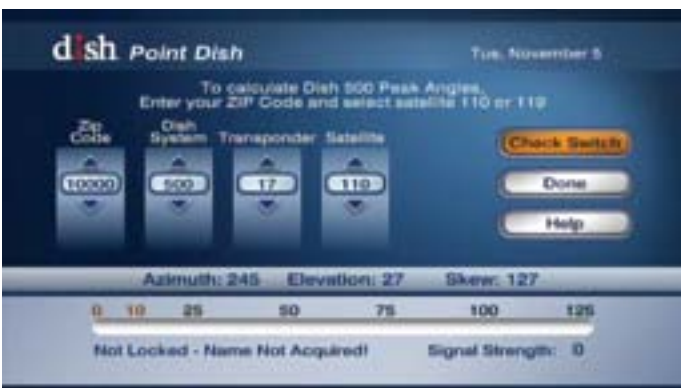 dish Point Dish
Tue, November 5
To calculate Dish 500 Peak Angles,
Enter your ZIP Code and select satellite 110 or 119
Zip Code
Dish System
Transponder
Satellite
10000
500
17
110
Check Switch
Done
Help
Azimuth: 245 Elevation: 27 Skew: 127
0 10 25 50 75 100 125
Not Locked - Name Not Acquired!
Signal Strength: 0